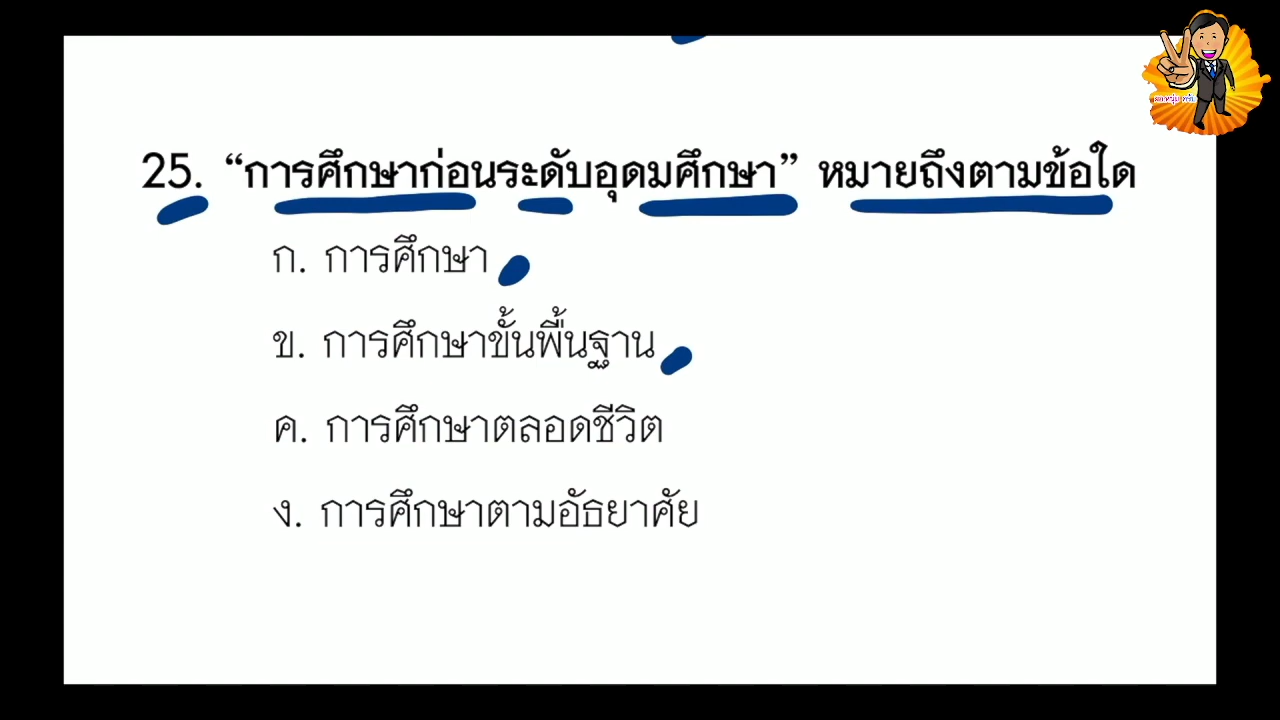 25. “การศึกษาก่อนระดับอุดมศึกษา” หมายถึงตามข้อใด
ก. การศึกษา
ข. การศึกษาขั้นพื้นฐาน
ค. การศึกษาตลอดชีวิต
ง. การศึกษาตามอัธยาศัย